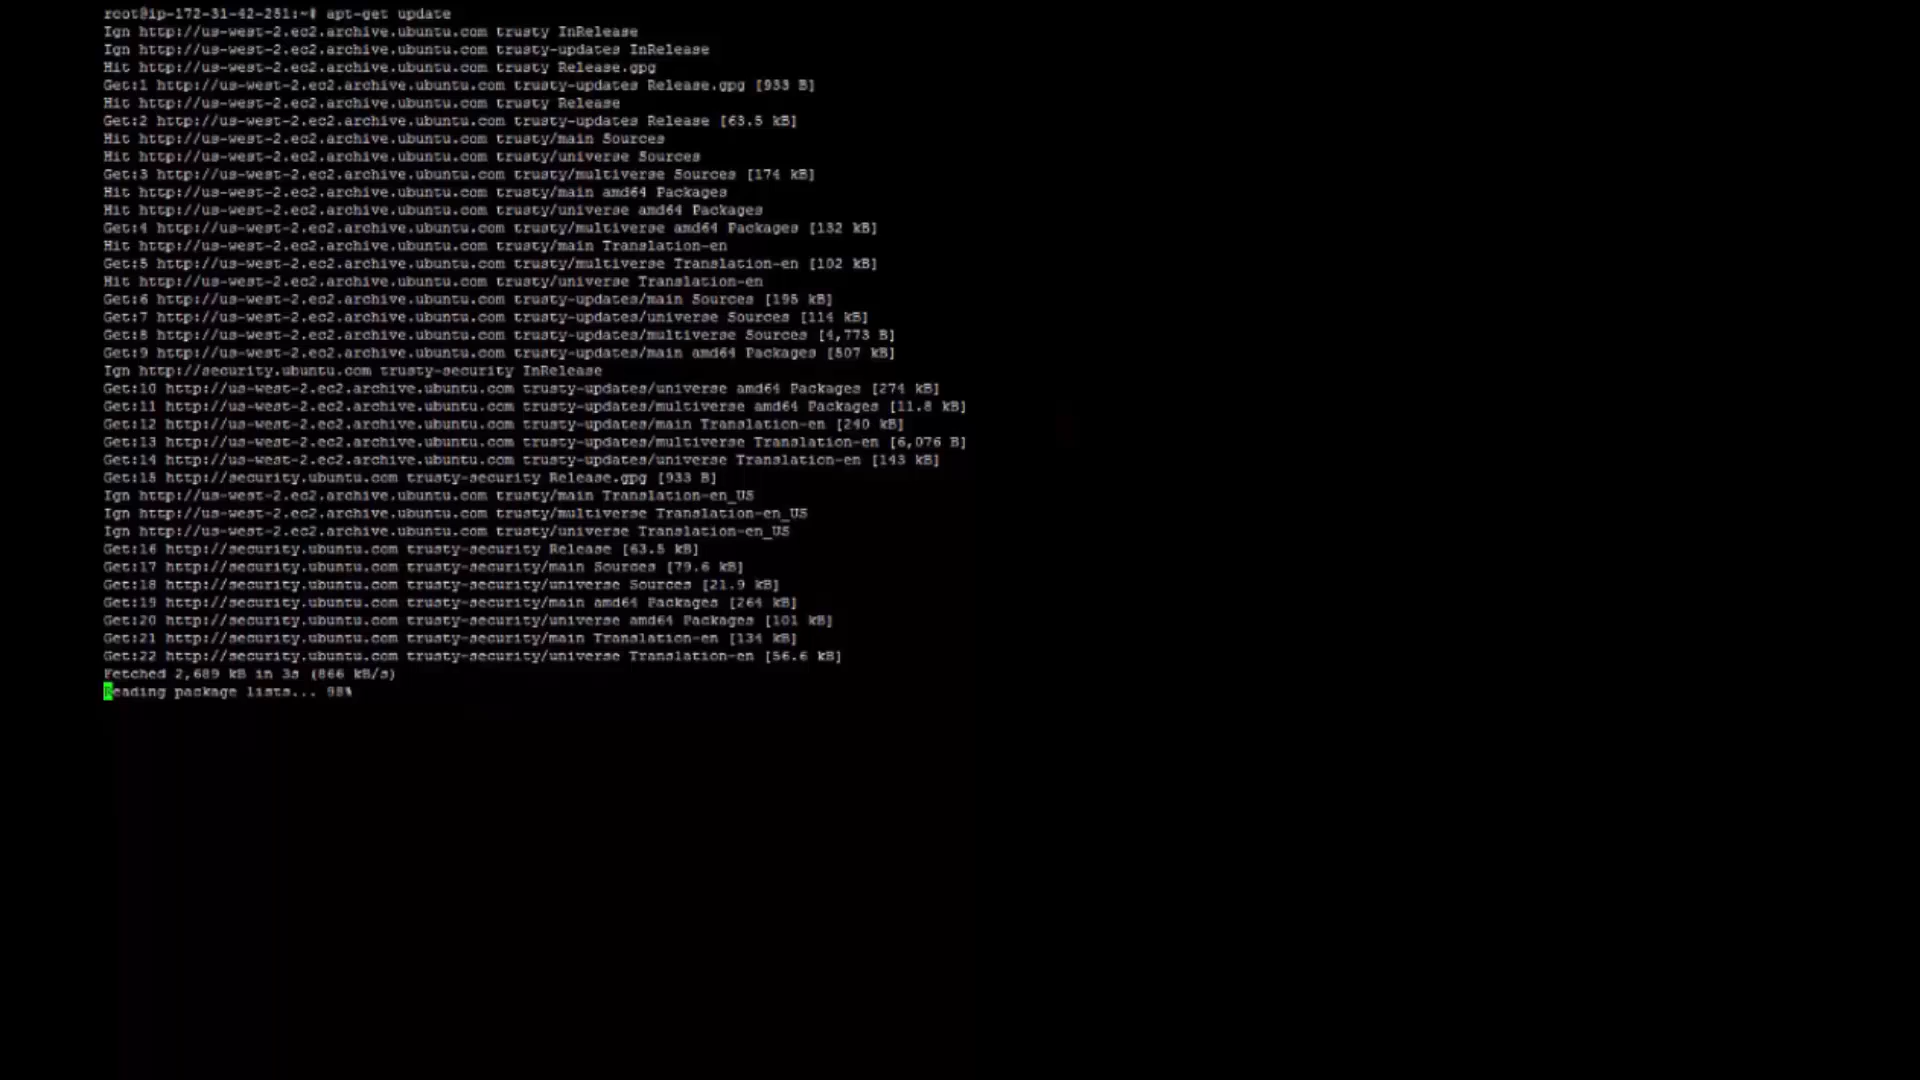 root@ip-172-31-42-251:~# apt-get update
Ign http://us-west-2.ec2.archive.ubuntu.com trusty InRelease
Ign http://us-west-2.ec2.archive.ubuntu.com trusty-updates InRelease
Hit http://us-west-2.ec2.archive.ubuntu.com trusty Release.gpg
Get:1 http://us-west-2.ec2.archive.ubuntu.com trusty-updates Release.gpg [933 B]
Hit http://us-west-2.ec2.archive.ubuntu.com trusty Release
Get:2 http://us-west-2.ec2.archive.ubuntu.com trusty-updates Release [63.5 kB]
Hit http://us-west-2.ec2.archive.ubuntu.com trusty/main Sources
Hit http://us-west-2.ec2.archive.ubuntu.com trusty/universe Sources
Get:3 http://us-west-2.ec2.archive.ubuntu.com trusty/multiverse Sources [174 kB]
Hit http://us-west-2.ec2.archive.ubuntu.com trusty/main amd64 Packages
Hit http://us-west-2.ec2.archive.ubuntu.com trusty/universe amd64 Packages
Get:4 http://us-west-2.ec2.archive.ubuntu.com trusty/multiverse amd64 Packages [132 kB]
Hit http://us-west-2.ec2.archive.ubuntu.com trusty/main Translation-en
Get:5 http://us-west-2.ec2.archive.ubuntu.com trusty/multiverse Translation-en [102 kB]
Hit http://us-west-2.ec2.archive.ubuntu.com trusty/universe Translation-en
Get:6 http://us-west-2.ec2.archive.ubuntu.com trusty-updates/main Sources [195 kB]
Get:7 http://us-west-2.ec2.archive.ubuntu.com trusty-updates/universe Sources [114 kB]
Get:8 http://us-west-2.ec2.archive.ubuntu.com trusty-updates/multiverse Sources [4,773 B]
Get:9 http://us-west-2.ec2.archive.ubuntu.com trusty-updates/main amd64 Packages [507 kB]
Ign http://security.ubuntu.com trusty-security InRelease
Get:10 http://us-west-2.ec2.archive.ubuntu.com trusty-updates/universe amd64 Packages [274 kB]
Get:11 http://us-west-2.ec2.archive.ubuntu.com trusty-updates/multiverse amd64 Packages [11.8 kB]
Get:12 http://us-west-2.ec2.archive.ubuntu.com trusty-updates/main Translation-en [240 kB]
Get:13 http://us-west-2.ec2.archive.ubuntu.com trusty-updates/multiverse Translation-en [6,076 B]
Get:14 http://us-west-2.ec2.archive.ubuntu.com trusty-updates/universe Translation-en [143 kB]
Get:15 http://security.ubuntu.com trusty-security Release.gpg [933 B]
Ign http://us-west-2.ec2.archive.ubuntu.com trusty/main Translation-en_US
Ign http://us-west-2.ec2.archive.ubuntu.com trusty/multiverse Translation-en_US
Ign http://us-west-2.ec2.archive.ubuntu.com trusty/universe Translation-en_US
Get:16 http://security.ubuntu.com trusty-security Release [63.5 kB]
Get:17 http://security.ubuntu.com trusty-security/main Sources [79.6 kB]
Get:18 http://security.ubuntu.com trusty-security/universe Sources [21.9 kB]
Get:19 http://security.ubuntu.com trusty-security/main amd64 Packages [264 kB]
Get:20 http://security.ubuntu.com trusty-security/universe amd64 Packages [101 kB]
Get:21 http://security.ubuntu.com trusty-security/main Translation-en [134 kB]
Get:22 http://security.ubuntu.com trusty-security/universe Translation-en [56.6 kB]
Fetched 2,689 kB in 3s (866 kB/s)
Reading package lists... 98%